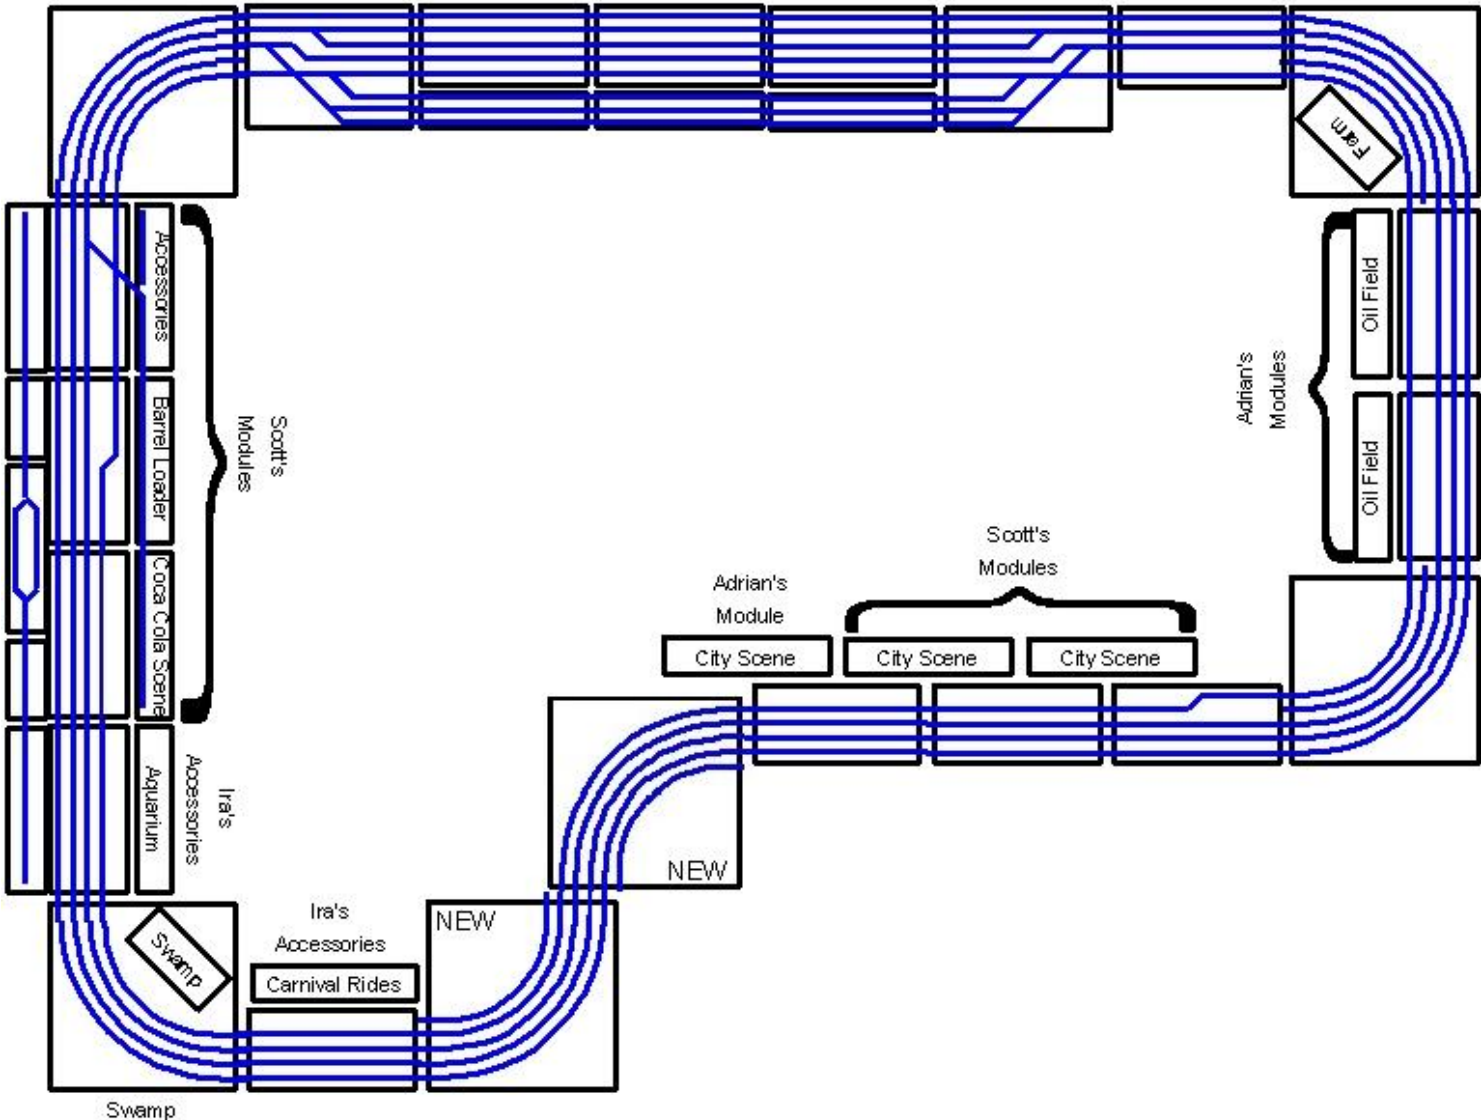 Farm
Accessories
Barrel Loader
Coca Cola Scene
Aquarium
Scott's
Modules
Ira's
Accessories
Oil Field
Oil Field
Adrian's
Modules
Scott's
Modules
Adrian's
Module
City Scene
City Scene
City Scene
NEW
NEW
Ira's
Accessories
Carnival Rides
Swamp
Swamp